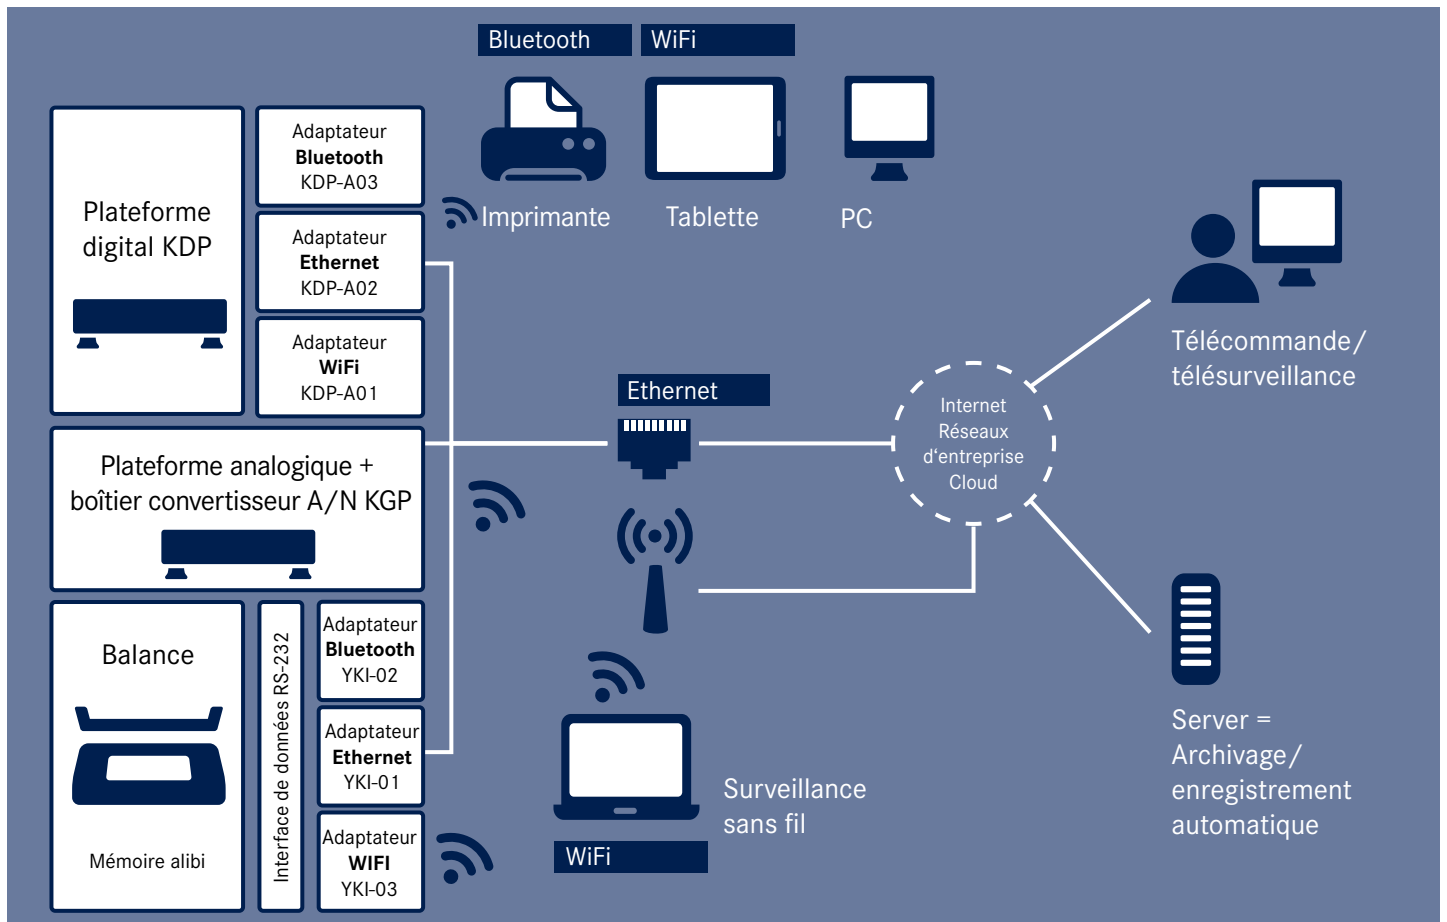 Bluetooth
WiFi
Imprimante
Tablette
PC
Plateforme
digital KDP
Adaptateur
Bluetooth
KDP-A03
Adaptateur
Ethernet
KDP-A02
Adaptateur
WiFi
KDP-A01
Plateforme analogique +
boîtier convertisseur A/N KGP
Balance
Mémoire alibi
Interface de données RS-232
Adaptateur
Bluetooth
YKI-02
Adaptateur
Ethernet
YKI-01
Adaptateur
WIFI
YKI-03
Ethernet
Surveillance
sans fil
WiFi
Internet
Réseaux
d‘entreprise
Cloud
Télécommande/
télésurveillance
Server =
Archivage/
enregistrement
automatique